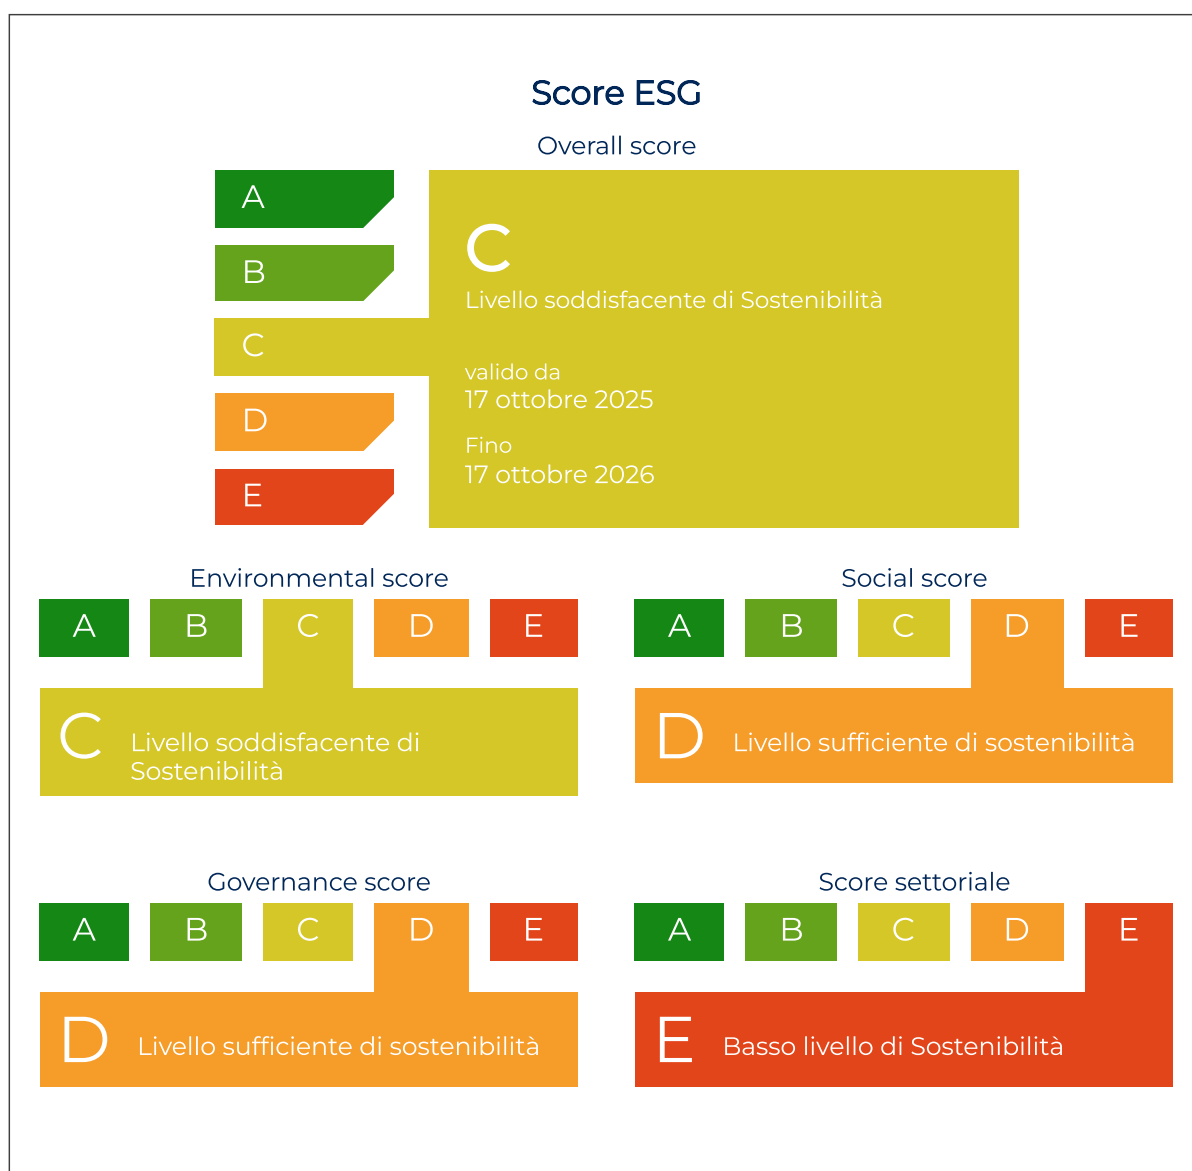 Score ESG
Overall score
A
B
C
D
E
C
Livello soddisfacente di Sostenibilità
valido da
17 ottobre 2025
Fino
17 ottobre 2026
Environmental score
A B C D E
C Livello soddisfacente di
Sostenibilità
Social score
A B C D E
D Livello sufficiente di sostenibilità
Governance score
A B C D E
D Livello sufficiente di sostenibilità
Score settoriale
A B C D E
E Basso livello di Sostenibilità